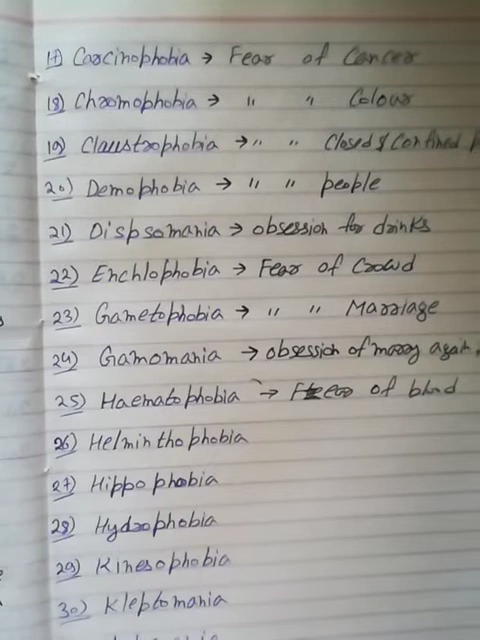 17) Carcinophobia → Fear of Cancer
18) Chromophobia → " " Colour
19) Claustrophobia → " " Closed & Confined
20) Demophobia → " " people
21) Dispsomania → obsession for drinks
22) Enchlophobia → Fear of Crowd
23) Gametophobia → " " Marriage
24) Gamomania → obsession of marry again.
25) Haematophobia → of blood
26) Helminthophobia
27) Hippophobia
28) Hydrophobia
29) Kinesophobia
30) Kleptomania